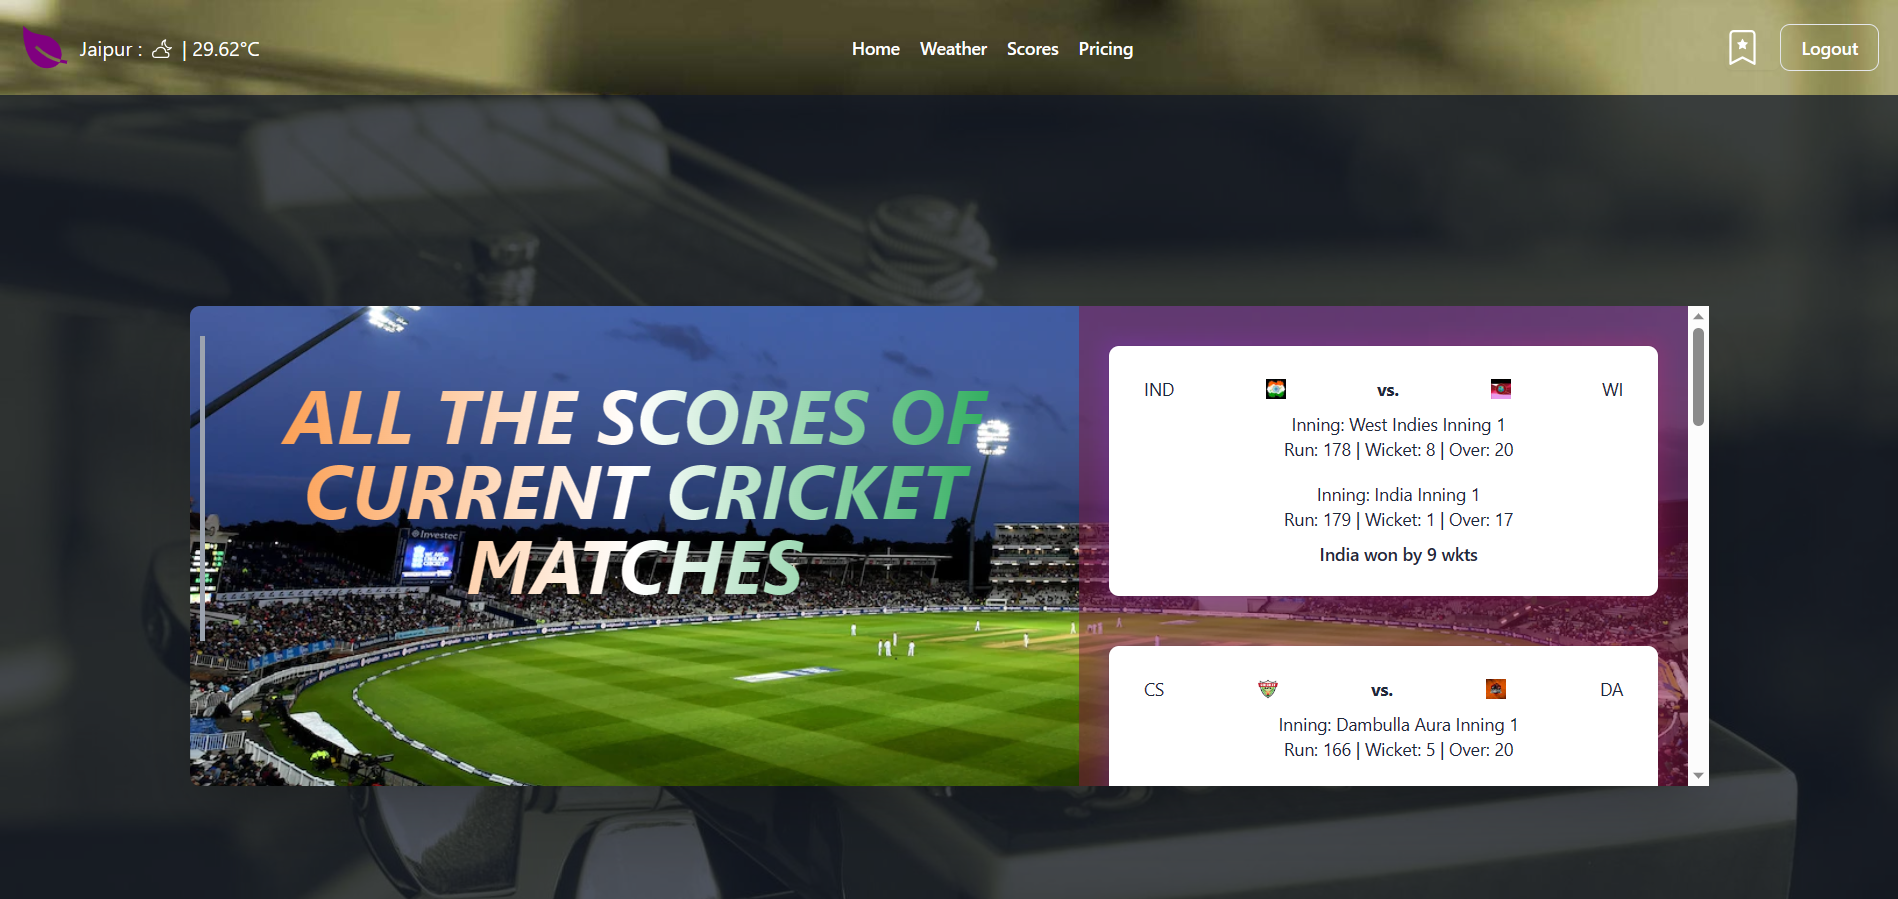 Jaipur : | 29.62°C
Home Weather Scores Pricing
Logout
ALL THE SCORES OF
CURRENT CRICKET
MATCHES
Investec
IND vs. WI
Inning: West Indies Inning 1
Run: 178 | Wicket: 8 | Over: 20
Inning: India Inning 1
Run: 179 | Wicket: 1 | Over: 17
India won by 9 wkts
CS vs. DA
Inning: Dambulla Aura Inning 1
Run: 166 | Wicket: 5 | Over: 20